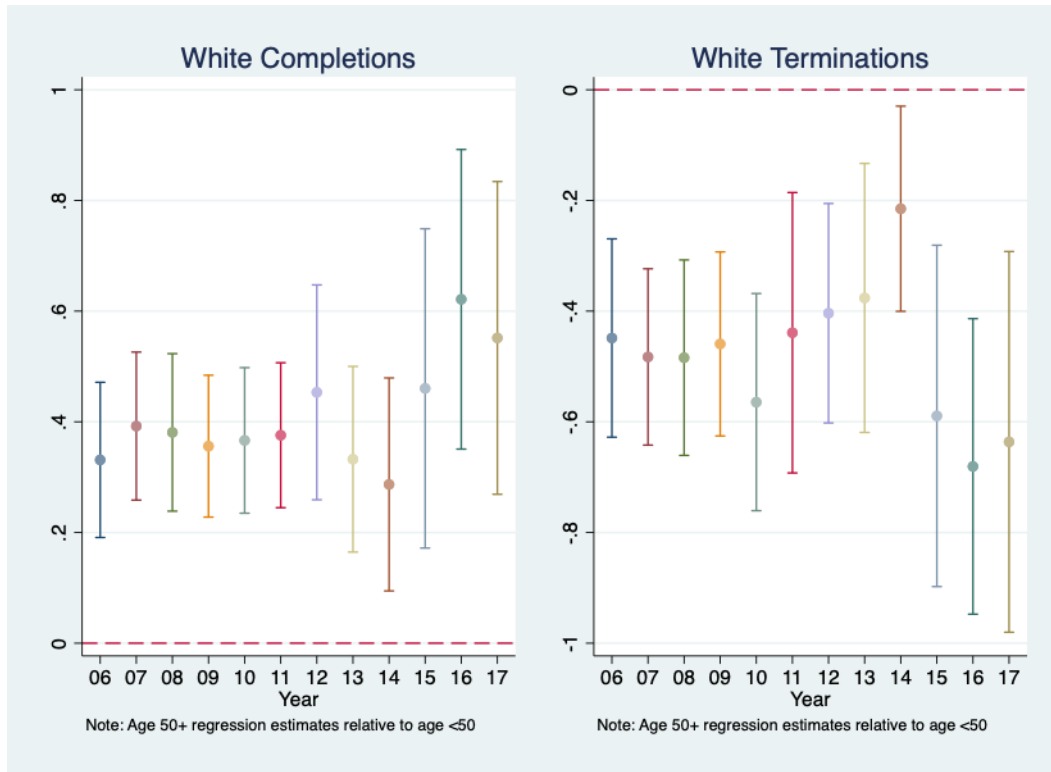 White Completions
1
.8
.6
.4
.2
0
06 07 08 09 10 11 12 13 14 15 16 17
Year
Note: Age 50+ regression estimates relative to age <50
White Terminations
0
-.2
-.4
-.6
-.8
-1
06 07 08 09 10 11 12 13 14 15 16 17
Year
Note: Age 50+ regression estimates relative to age <50